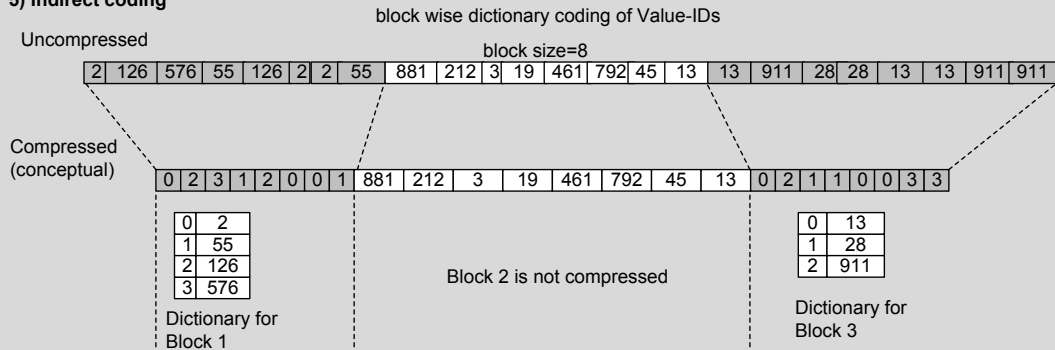 5) Indirect coding
block wise dictionary coding of Value-IDs
Uncompressed
block size=8
2 126 576 55 126 2 2 55 881 212 3 19 461 792 45 13 13 911 28 28 13 13 911 911
Compressed
(conceptual)
0 2 3 1 2 0 0 1 881 212 3 19 461 792 45 13 0 2 1 1 0 0 3 3
0 2
1 55
2 126
3 576
Dictionary for
Block 1
Block 2 is not compressed
0 13
1 28
2 911
Dictionary for
Block 3